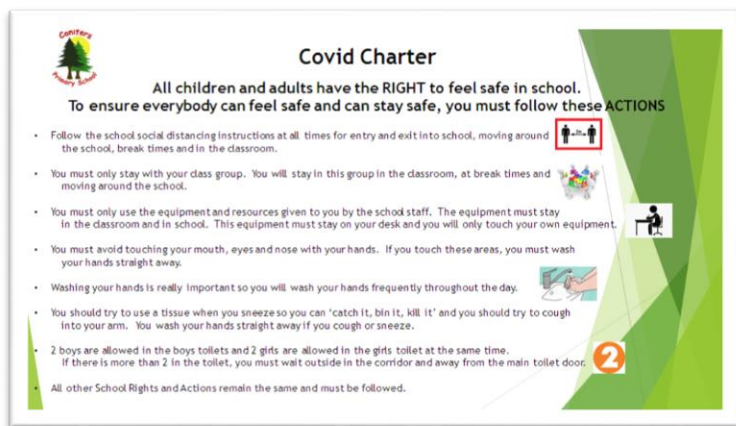 Conifers
Primary School
Covid Charter
All children and adults have the RIGHT to feel safe in school.
To ensure everybody can feel safe and can stay safe, you must follow these ACTIONS
• Follow the school social distancing instructions at all times for entry and exit into school, moving around
the school, break times and in the classroom.
• You must only stay with your class group. You will stay in this group in the classroom, at break times and
moving around the school.
• You must only use the equipment and resources given to you by the school staff. The equipment must stay
in the classroom and in school. This equipment must stay on your desk and you will only touch your own equipment.
• You must avoid touching your mouth, eyes and nose with your hands. If you touch these areas, you must wash
your hands straight away.
• Washing your hands is really important so you will wash your hands frequently throughout the day.
• You should try to use a tissue when you sneeze so you can ‘catch it, bin it, kill it’ and you should try to cough
into your arm. You wash your hands straight away if you cough or sneeze.
• 2 boys are allowed in the boys toilets and 2 girls are allowed in the girls toilet at the same time.
If there is more than 2 in the toilet, you must wait outside in the corridor and away from the main toilet door.
2
• All other School Rights and Actions remain the same and must be followed.